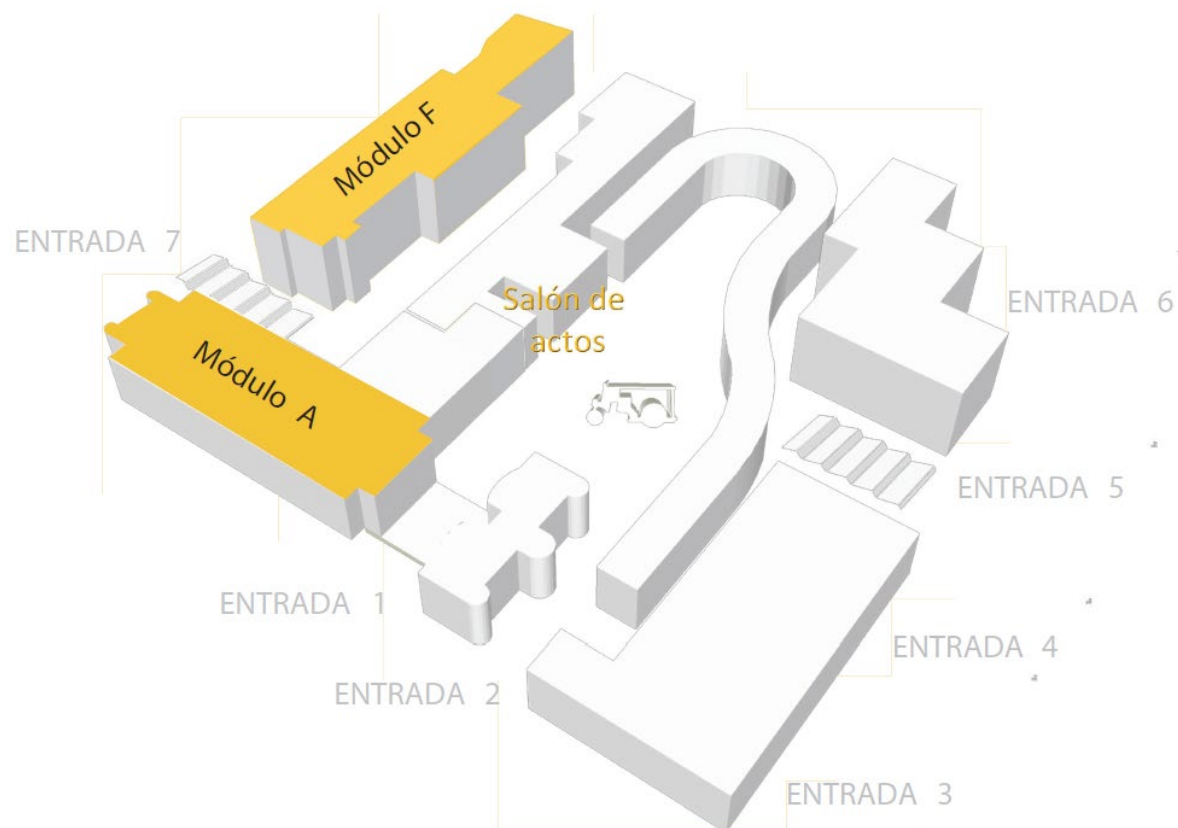 Módulo F
ENTRADA 7
Salón de
actos
ENTRADA 6
Módulo A
ENTRADA 5
ENTRADA 1
ENTRADA 4
ENTRADA 2
ENTRADA 3